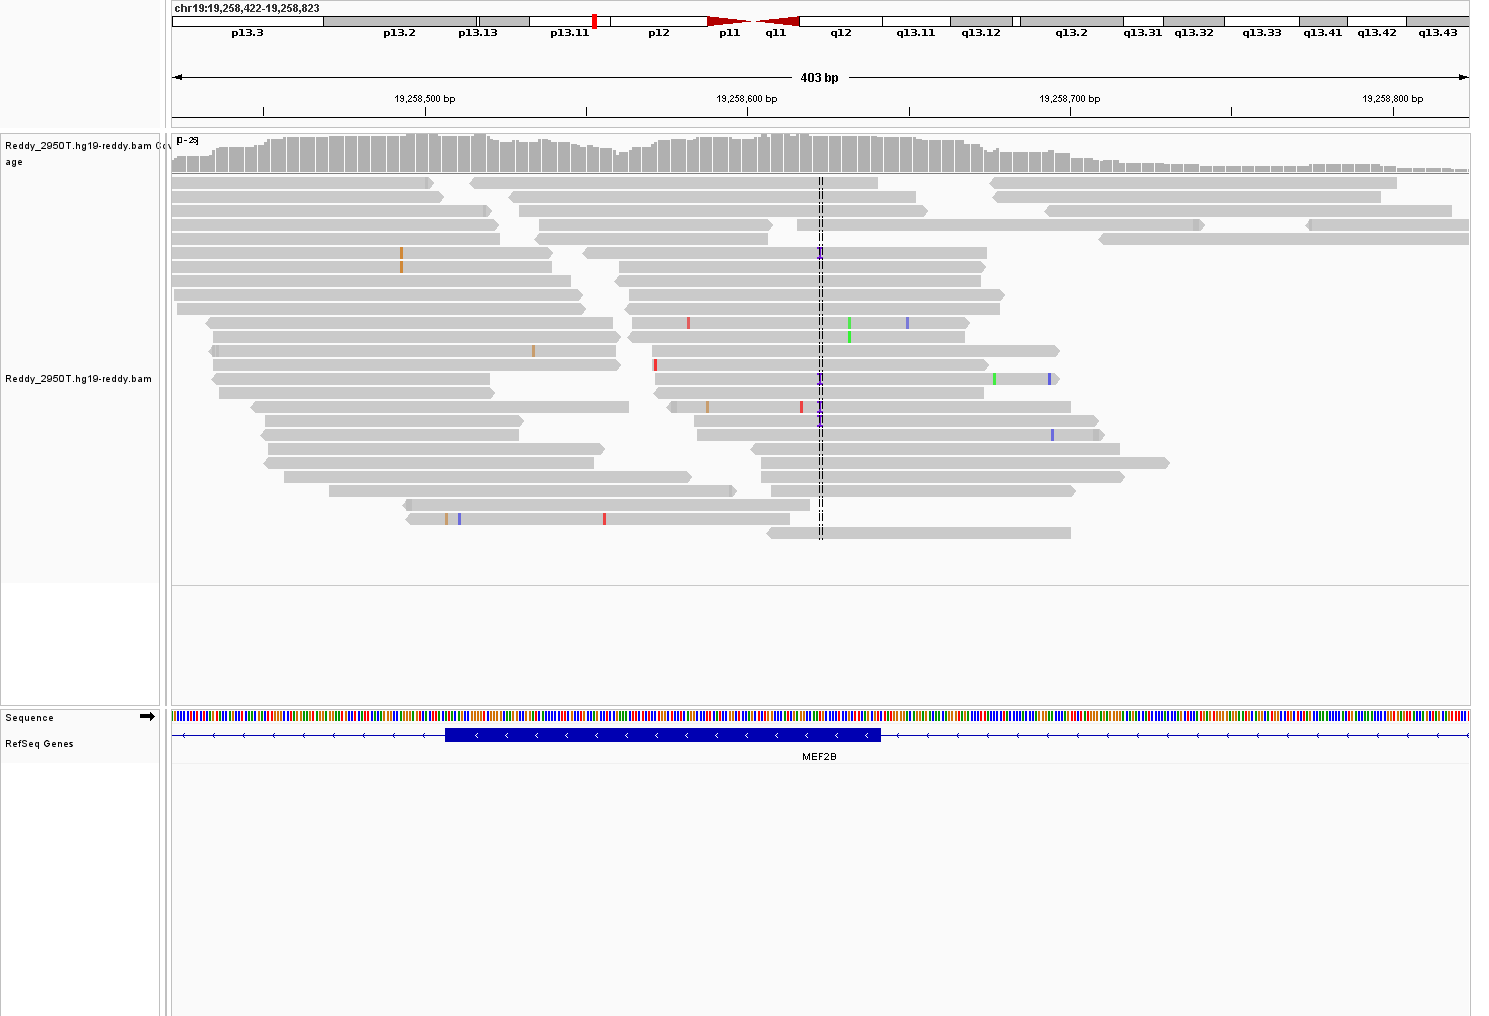 chr19:19,258,422-19,258,823
p13.3 p13.2 p13.13 p13.11 p12 p11 q11 q12 q13.11 q13.12 q13.2 q13.31 q13.32 q13.33 q13.41 q13.42 q13.43
403 bp
19,258,500 bp 19,258,600 bp 19,258,700 bp 19,258,800 bp
Reddy_2950T.hg19-reddy.bam Cov
age
[0-25]
Reddy_2950T.hg19-reddy.bam
Sequence
RefSeq Genes
MEF2B